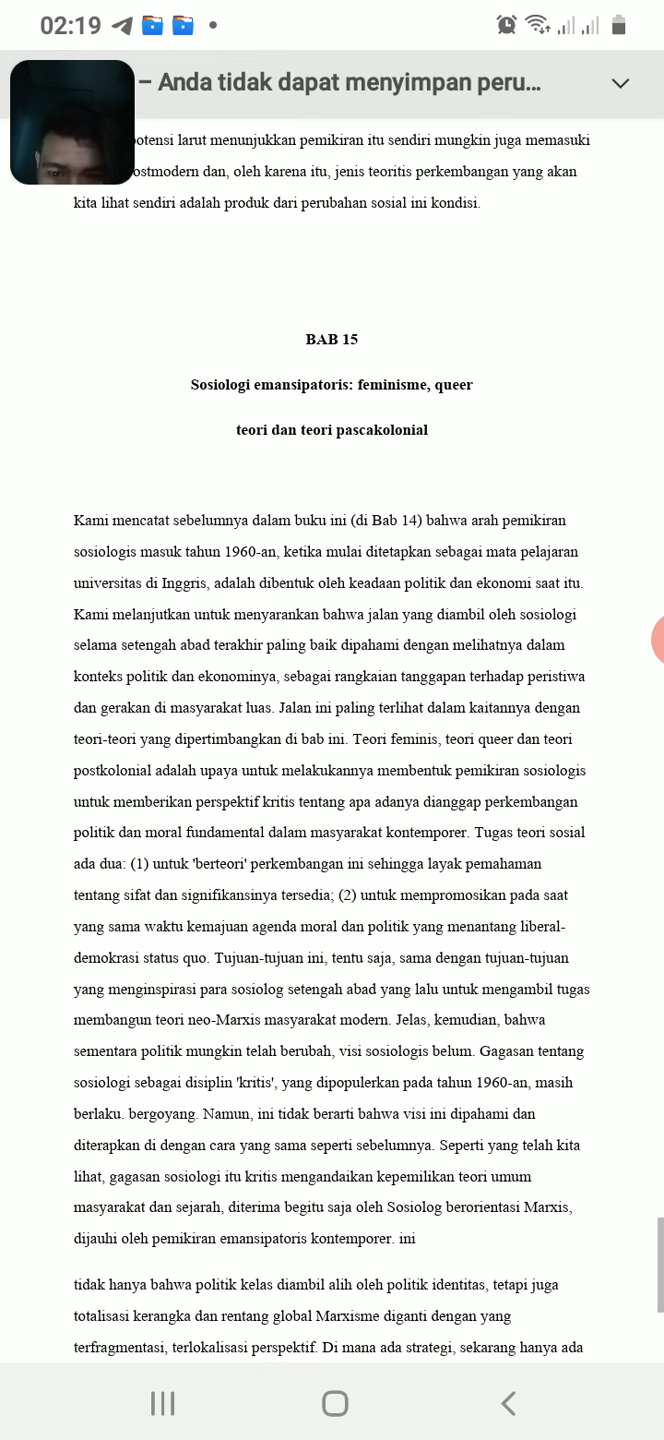 02:19
– Anda tidak dapat menyimpan peru...
potensi larut menunjukkan pemikiran itu sendiri mungkin juga memasuki
ostmodern dan, oleh karena itu, jenis teoritis perkembangan yang akan
kita lihat sendiri adalah produk dari perubahan sosial ini kondisi.
BAB 15
Sosiologi emansipatoris: feminisme, queer
teori dan teori pascakolonial
Kami mencatat sebelumnya dalam buku ini (di Bab 14) bahwa arah pemikiran
sosiologis masuk tahun 1960-an, ketika mulai ditetapkan sebagai mata pelajaran
universitas di Inggris, adalah dibentuk oleh keadaan politik dan ekonomi saat itu.
Kami melanjutkan untuk menyarankan bahwa jalan yang diambil oleh sosiologi
selama setengah abad terakhir paling baik dipahami dengan melihatnya dalam
konteks politik dan ekonominya, sebagai rangkaian tanggapan terhadap peristiwa
dan gerakan di masyarakat luas. Jalan ini paling terlihat dalam kaitannya dengan
teori-teori yang dipertimbangkan di bab ini. Teori feminis, teori queer dan teori
postkolonial adalah upaya untuk melakukannya membentuk pemikiran sosiologis
untuk memberikan perspektif kritis tentang apa adanya dianggap perkembangan
politik dan moral fundamental dalam masyarakat kontemporer. Tugas teori sosial
ada dua: (1) untuk 'berteori' perkembangan ini sehingga layak pemahaman
tentang sifat dan signifikansinya tersedia; (2) untuk mempromosikan pada saat
yang sama waktu kemajuan agenda moral dan politik yang menantang liberal-
demokrasi status quo. Tujuan-tujuan ini, tentu saja, sama dengan tujuan-tujuan
yang menginspirasi para sosiolog setengah abad yang lalu untuk mengambil tugas
membangun teori neo-Marxis masyarakat modern. Jelas, kemudian, bahwa
sementara politik mungkin telah berubah, visi sosiologis belum. Gagasan tentang
sosiologi sebagai disiplin 'kritis', yang dipopulerkan pada tahun 1960-an, masih
berlaku. bergoyang. Namun, ini tidak berarti bahwa visi ini dipahami dan
diterapkan di dengan cara yang sama seperti sebelumnya. Seperti yang telah kita
lihat, gagasan sosiologi itu kritis mengandaikan kepemilikan teori umum
masyarakat dan sejarah, diterima begitu saja oleh Sosiolog berorientasi Marxis,
dijauhi oleh pemikiran emansipatoris kontemporer. ini
tidak hanya bahwa politik kelas diambil alih oleh politik identitas, tetapi juga
totalisasi kerangka dan rentang global Marxisme diganti dengan yang
terfragmentasi, terlokalisasi perspektif. Di mana ada strategi, sekarang hanya ada